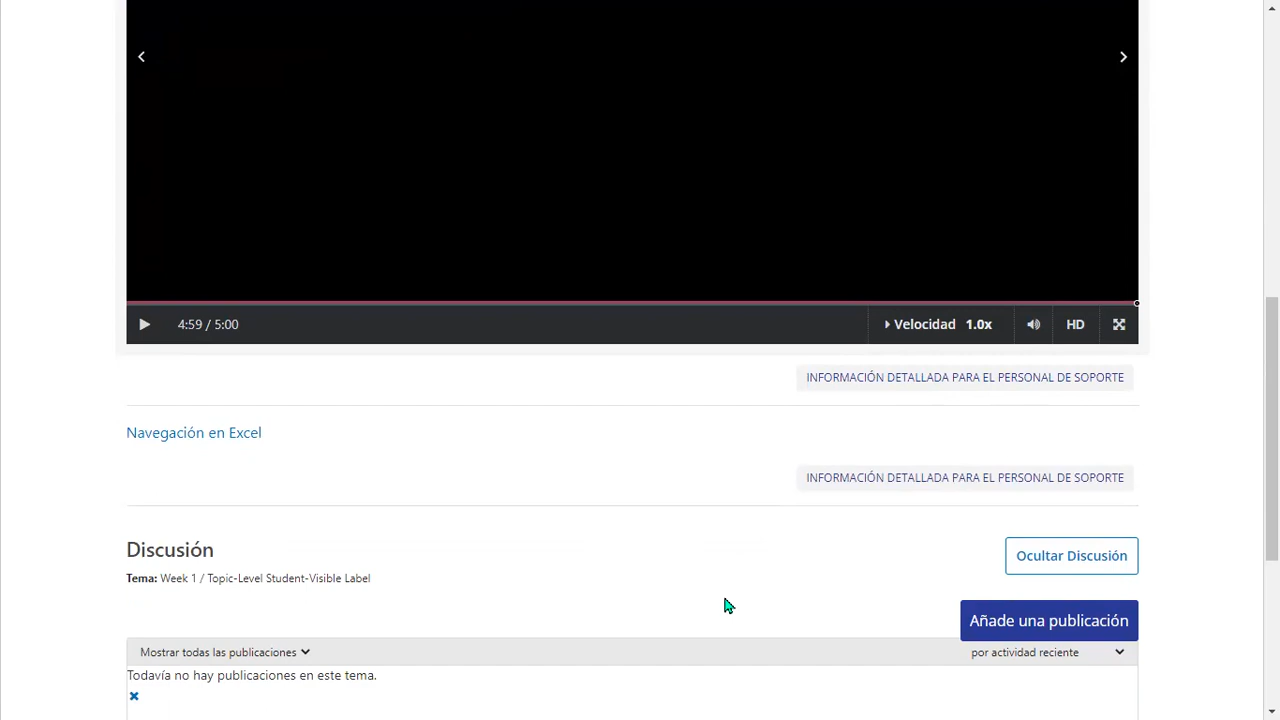 4:59 / 5:00
Velocidad 1.0x
HD
INFORMACIÓN DETALLADA PARA EL PERSONAL DE SOPORTE
Navegación en Excel
INFORMACIÓN DETALLADA PARA EL PERSONAL DE SOPORTE
Discusión
Ocultar Discusión
Tema: Week 1 / Topic-Level Student-Visible Label
Añade una publicación
Mostrar todas las publicaciones
por actividad reciente
Todavía no hay publicaciones en este tema.